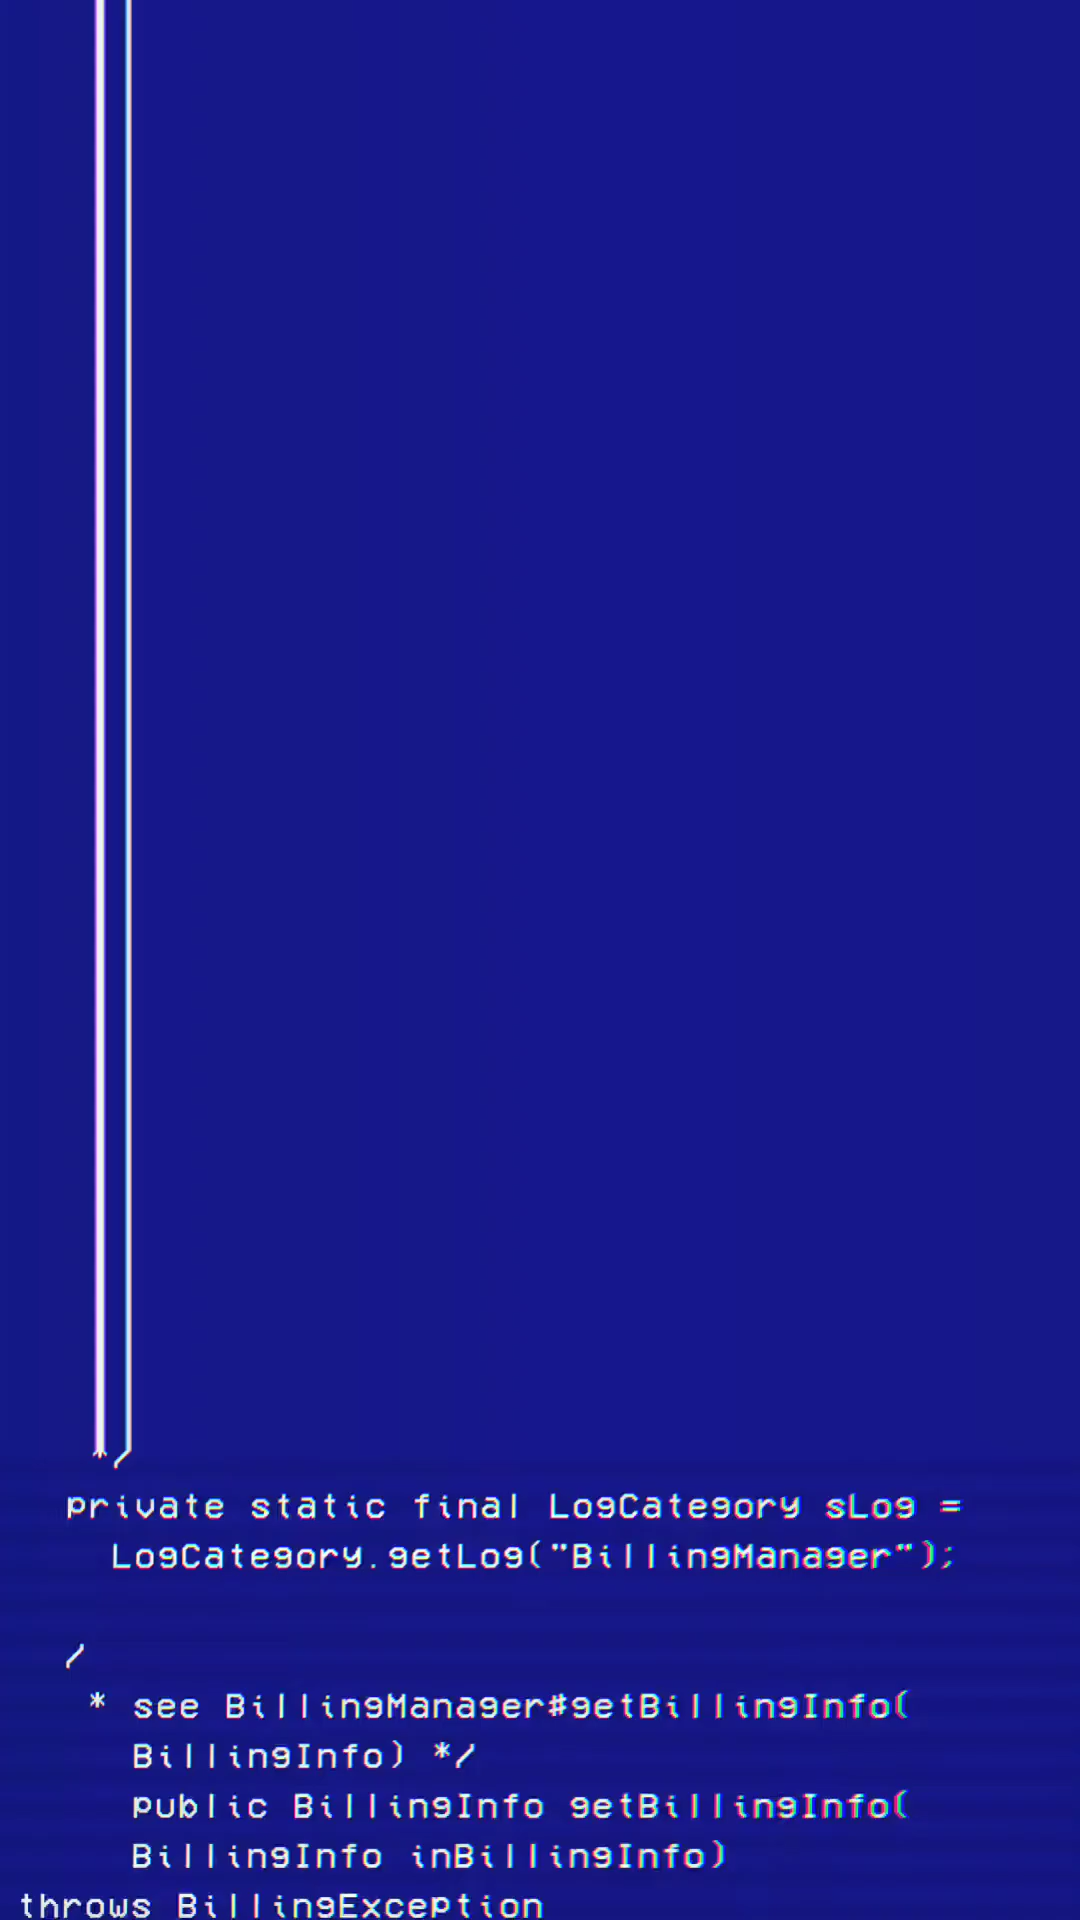 */
private static final LogCategory sLog =
LogCategory.getLog("BillingManager");
/
* see BillingManager#getBillingInfo(
BillingInfo) */
public BillingInfo getBillingInfo(
BillingInfo inBillingInfo)
throws BillingException